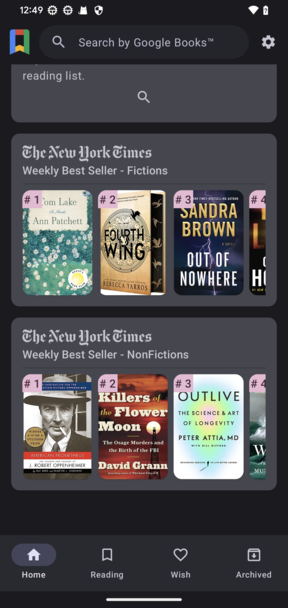 12:49
Search by Google Books™
reading list.
The New York Times
Weekly Best Seller - Fictions
# 1
Tom Lake
A Novel
Ann Patchett
# 2
FOURTH
WING
REBECCA YARROS
# 3
SANDRA
BROWN
OUT OF
NOWHERE
# 4
The New York Times
Weekly Best Seller - NonFictions
# 1
AMERICAN PROMETHEUS
J. ROBERT OPPENHEIMER
# 2
Killers of
the Flower
Moon
The Osage Murders and
the Birth of the FBI
David Grann
# 3
OUTLIVE
THE SCIENCE & ART
OF LONGEVITY
PETER ATTIA, MD
# 4
Home
Reading
Wish
Archived